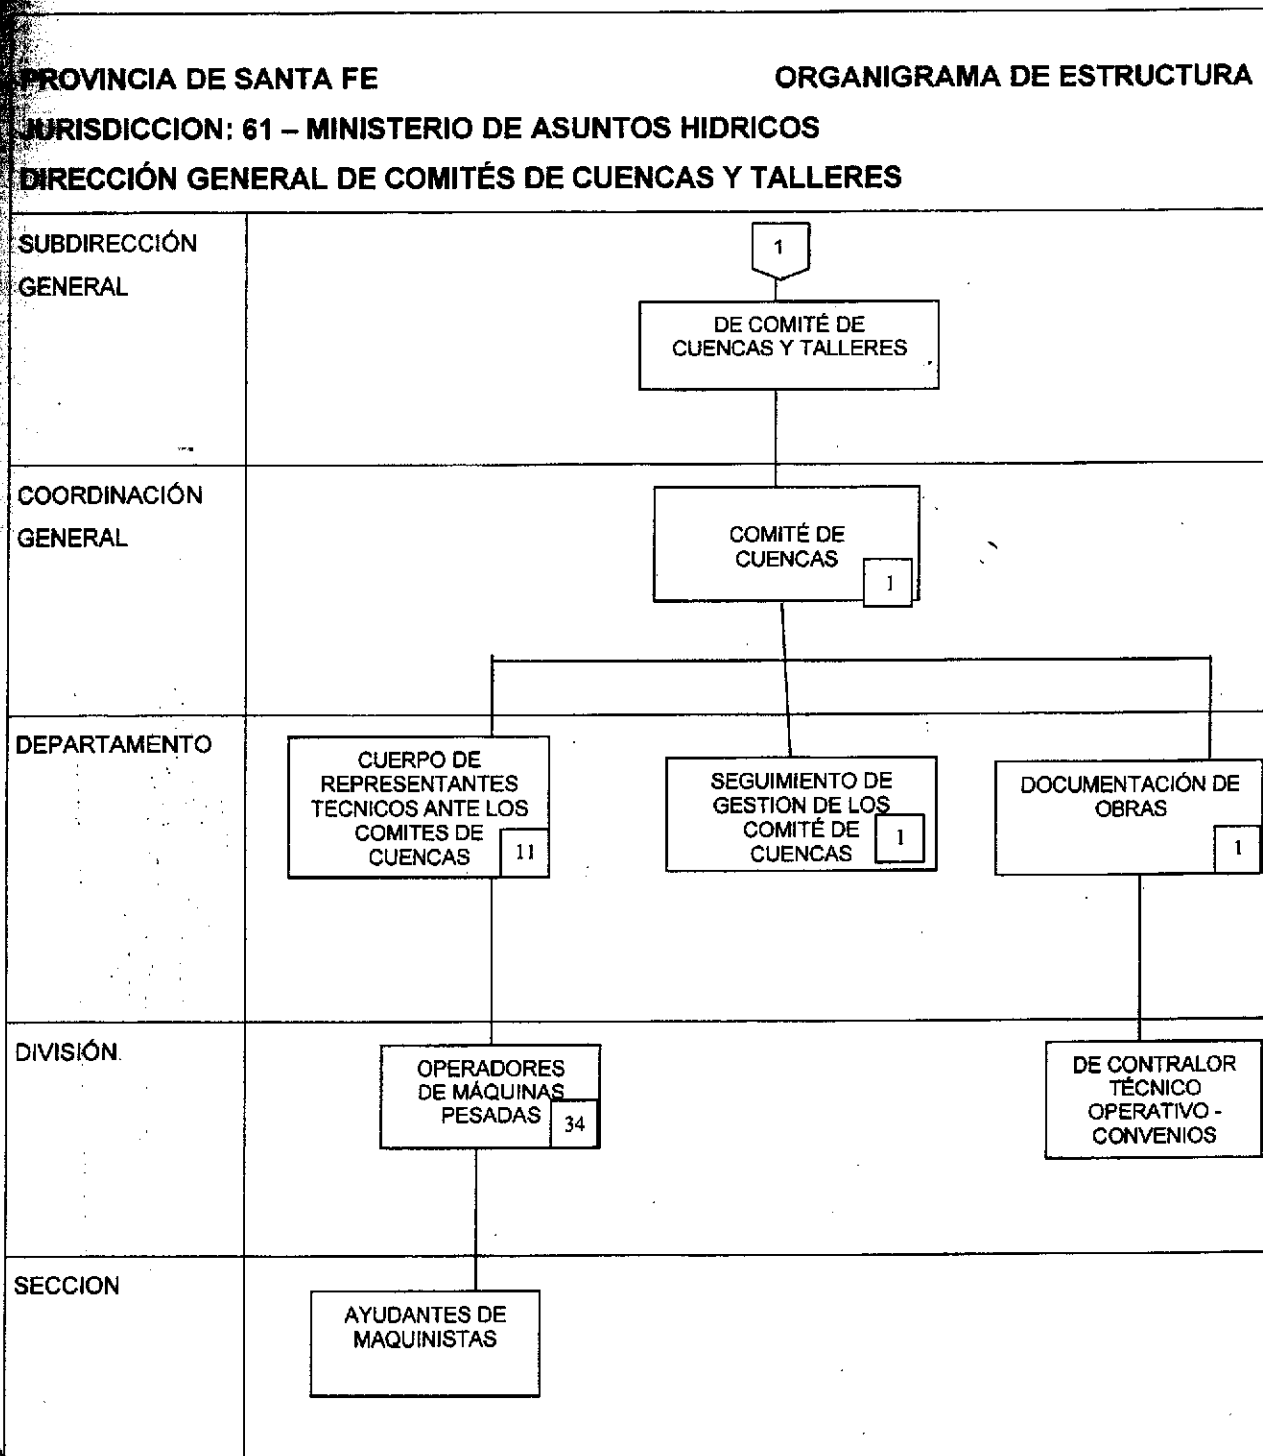 PROVINCIA DE SANTA FE
ORGANIGRAMA DE ESTRUCTURA
JURISDICCION: 61 – MINISTERIO DE ASUNTOS HIDRICOS
DIRECCIÓN GENERAL DE COMITÉS DE CUENCAS Y TALLERES
SUBDIRECCIÓN
GENERAL
1
DE COMITÉ DE
CUENCAS Y TALLERES
COORDINACIÓN
GENERAL
COMITÉ DE
CUENCAS
1
DEPARTAMENTO
CUERPO DE
REPRESENTANTES
TECNICOS ANTE LOS
COMITES DE
CUENCAS
11
SEGUIMIENTO DE
GESTION DE LOS
COMITÉ DE
CUENCAS
1
DOCUMENTACIÓN DE
OBRAS
1
DIVISIÓN
OPERADORES
DE MÁQUINAS
PESADAS
34
DE CONTRALOR
TÉCNICO
OPERATIVO -
CONVENIOS
SECCION
AYUDANTES DE
MAQUINISTAS